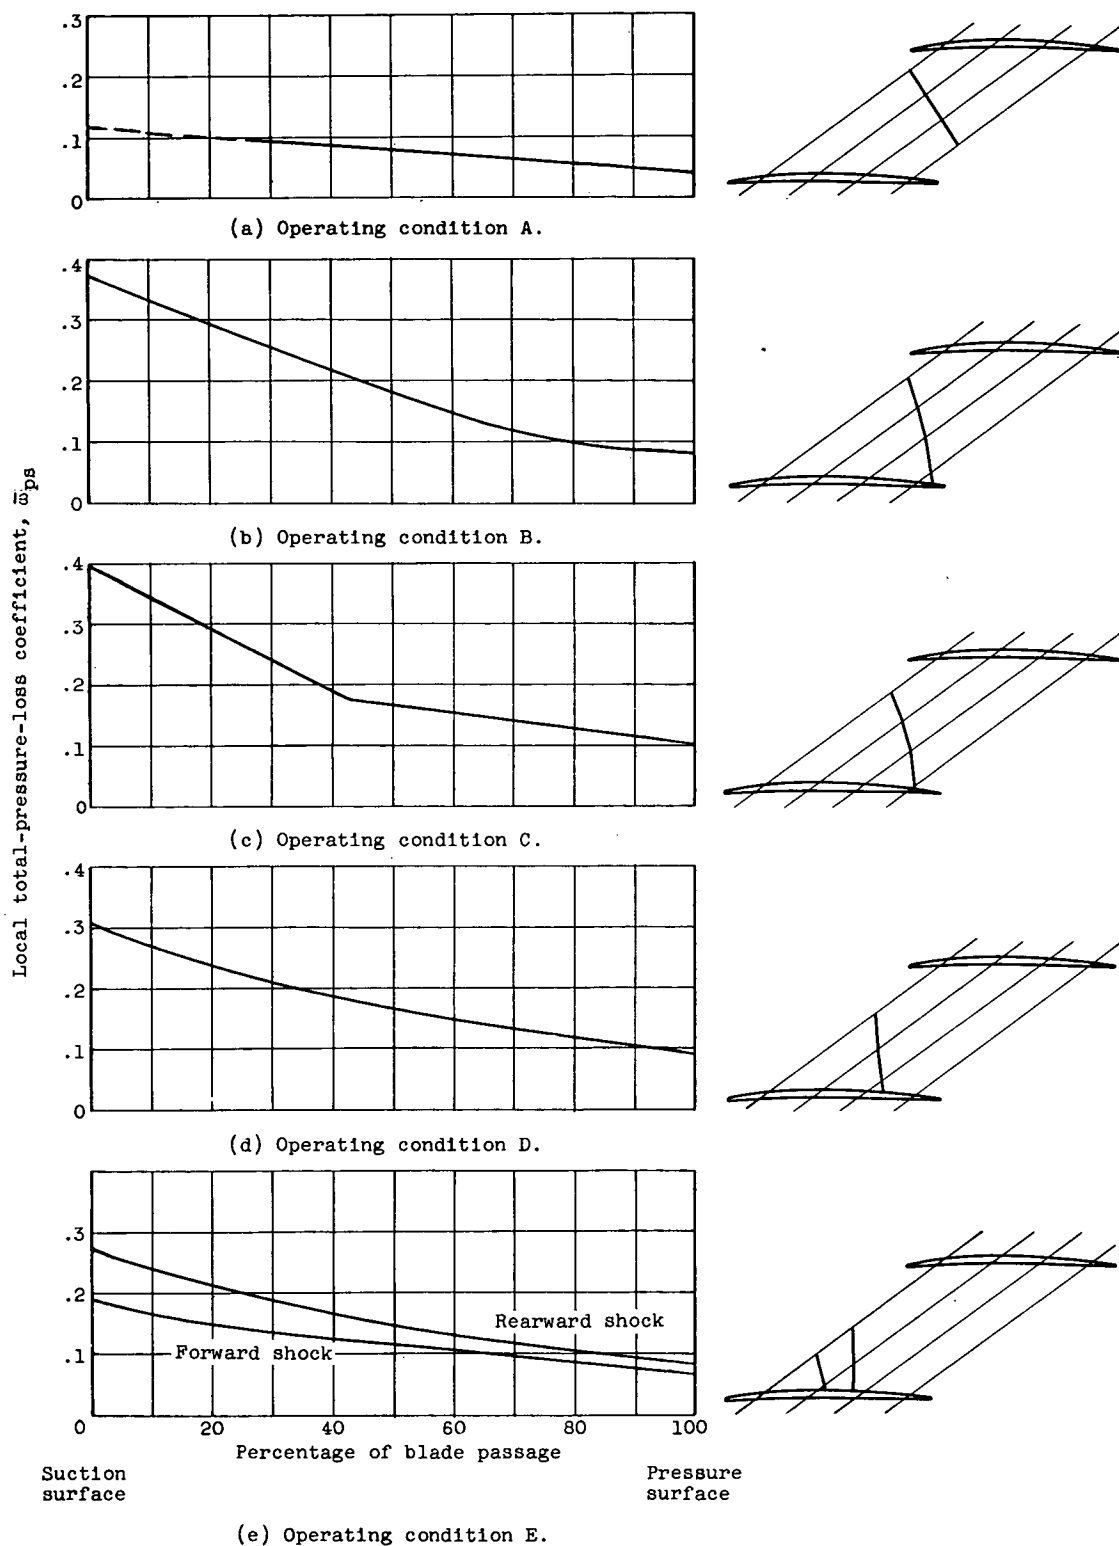 Local total-pressure-loss coefficient, ω̄ps
.3
.2
.1
0
(a) Operating condition A.
.4
.3
.2
.1
0
(b) Operating condition B.
.4
.3
.2
.1
0
(c) Operating condition C.
.4
.3
.2
.1
0
(d) Operating condition D.
.3
.2
.1
0
Rearward shock
Forward shock
0 20 40 60 80 100
Percentage of blade passage
Suction surface
Pressure surface
(e) Operating condition E.